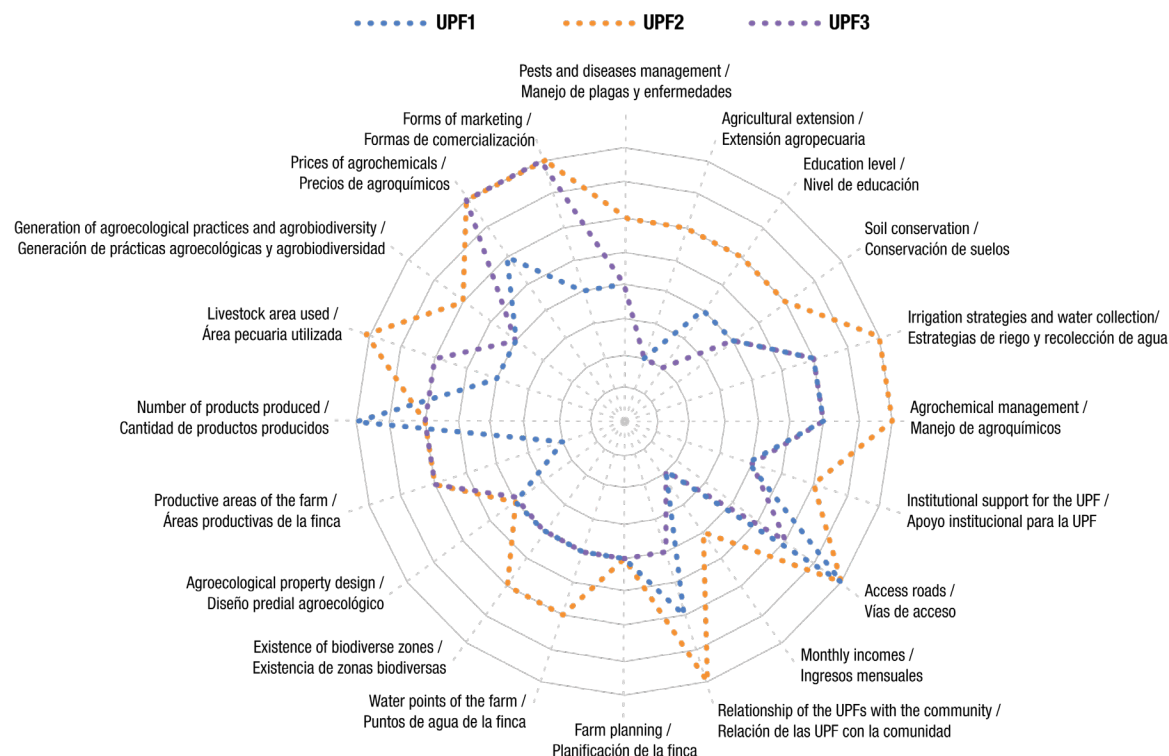 UPF1 UPF2 UPF3
Pests and diseases management /
Manejo de plagas y enfermedades
Agricultural extension /
Extensión agropecuaria
Education level /
Nivel de educación
Soil conservation /
Conservación de suelos
Irrigation strategies and water collection/
Estrategias de riego y recolección de agua
Agrochemical management /
Manejo de agroquímicos
Institutional support for the UPF /
Apoyo institucional para la UPF
Access roads /
Vías de acceso
Monthly incomes /
Ingresos mensuales
Relationship of the UPFs with the community /
Relación de las UPF con la comunidad
Farm planning /
Planificación de la finca
Water points of the farm /
Puntos de agua de la finca
Existence of biodiverse zones /
Existencia de zonas biodiversas
Agroecological property design /
Diseño predial agroecológico
Productive areas of the farm /
Áreas productivas de la finca
Number of products produced /
Cantidad de productos producidos
Livestock area used /
Área pecuaria utilizada
Generation of agroecological practices and agrobiodiversity /
Generación de prácticas agroecológicas y agrobiodiversidad
Prices of agrochemicals /
Precios de agroquímicos
Forms of marketing /
Formas de comercialización